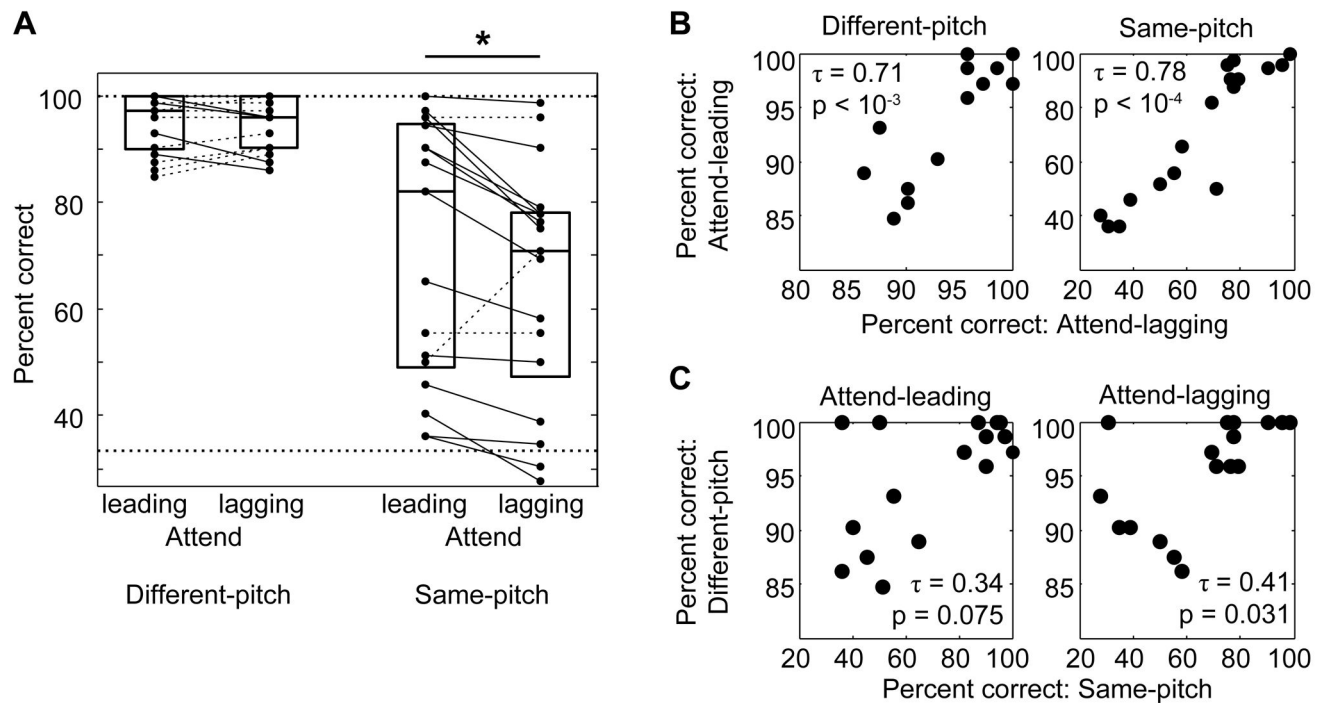 A
*
Percent correct
100
80
60
40
leading lagging
Attend
Different-pitch
leading lagging
Attend
Same-pitch
B
Different-pitch
Same-pitch
Percent correct:
Attend-leading
100
95
90
85
τ = 0.71
p < 10-3
80 85 90 95 100
100
80
60
40
τ = 0.78
p < 10-4
20 40 60 80 100
Percent correct: Attend-lagging
C
Attend-leading
Attend-lagging
Percent correct:
Different-pitch
100
95
90
85
τ = 0.34
p = 0.075
20 40 60 80 100
100
95
90
85
τ = 0.41
p = 0.031
20 40 60 80 100
Percent correct: Same-pitch